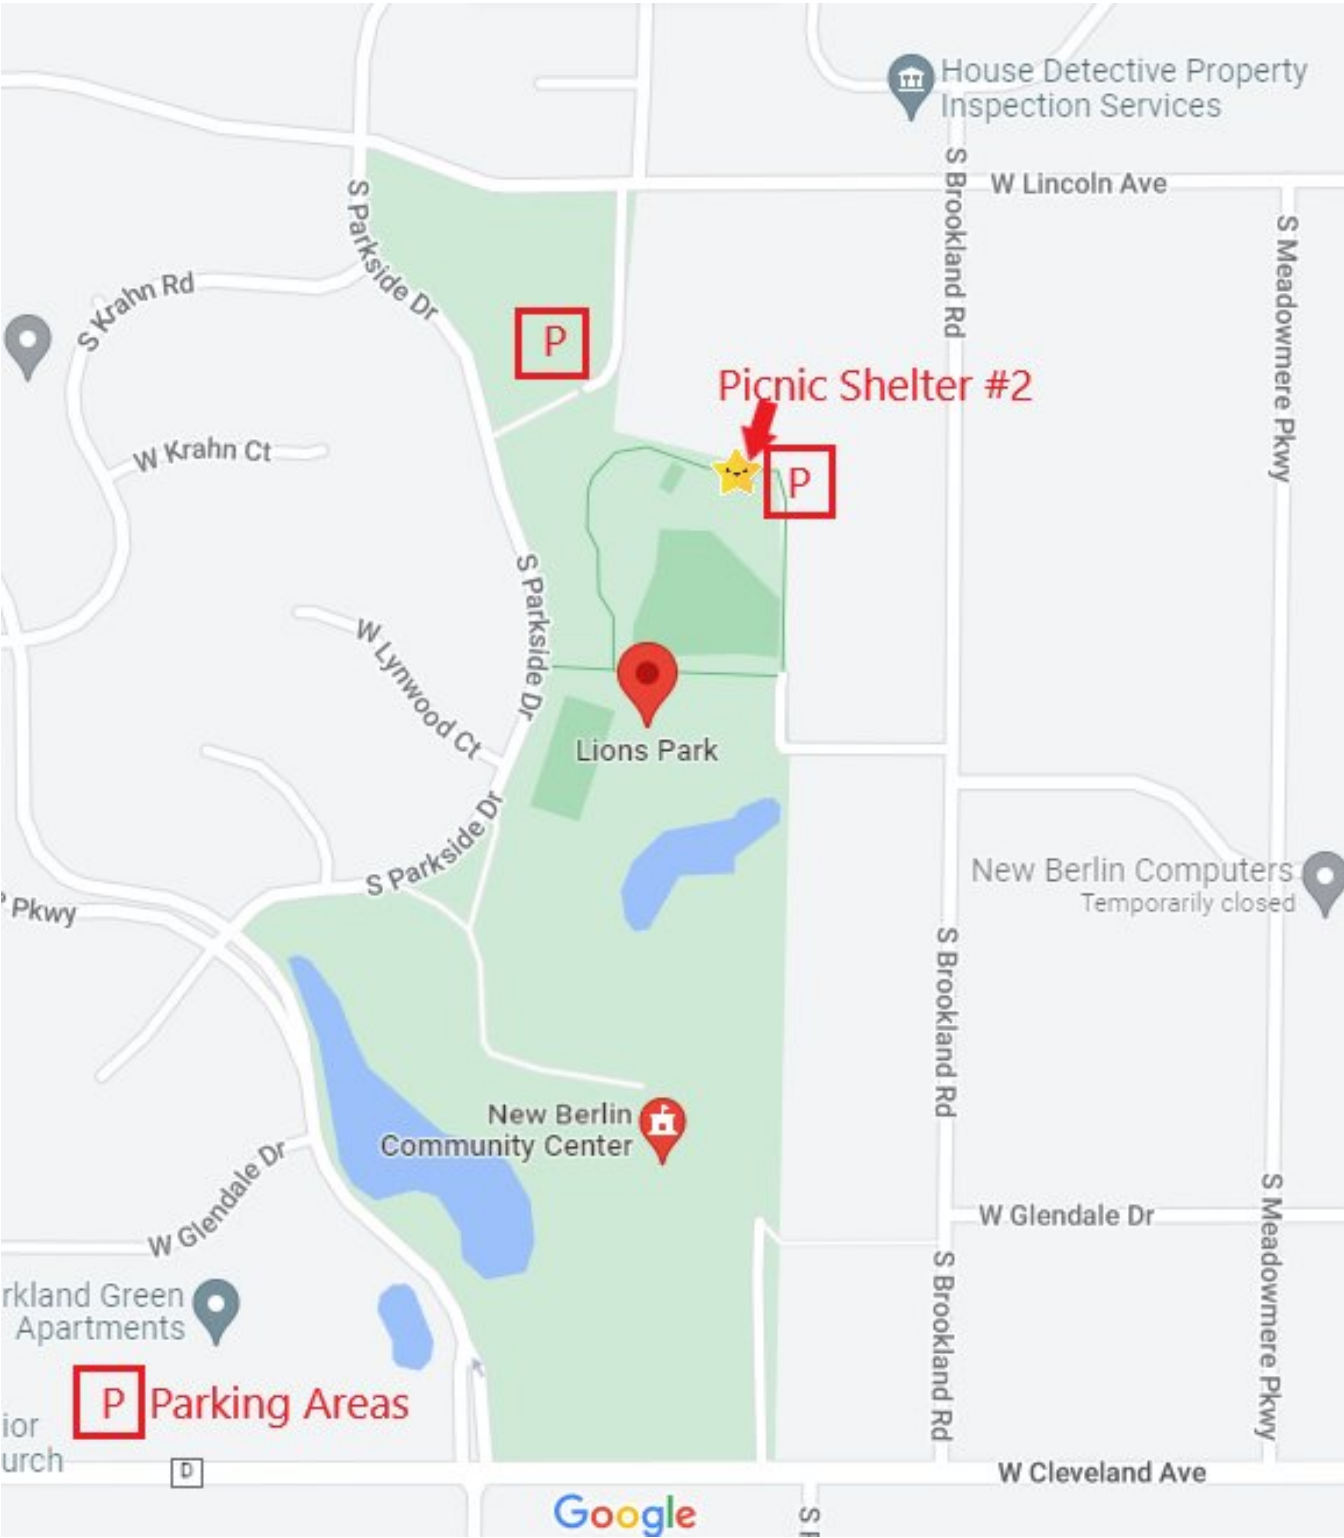 House Detective Property
Inspection Services
W Lincoln Ave
S Brookland Rd
S Meadowmere Pkwy
S Parkside Dr
S Krahn Rd
P
Picnic Shelter #2
W Krahn Ct
P
S Parkside Dr
W Lynwood Ct
Lions Park
S Parkside Dr
New Berlin Computers
Temporarily closed
Pkwy
S Brookland Rd
New Berlin
Community Center
W Glendale Dr
W Glendale Dr
S Meadowmere Pkwy
S Brookland Rd
rkland Green
Apartments
P Parking Areas
ior
urch
D
W Cleveland Ave
Google